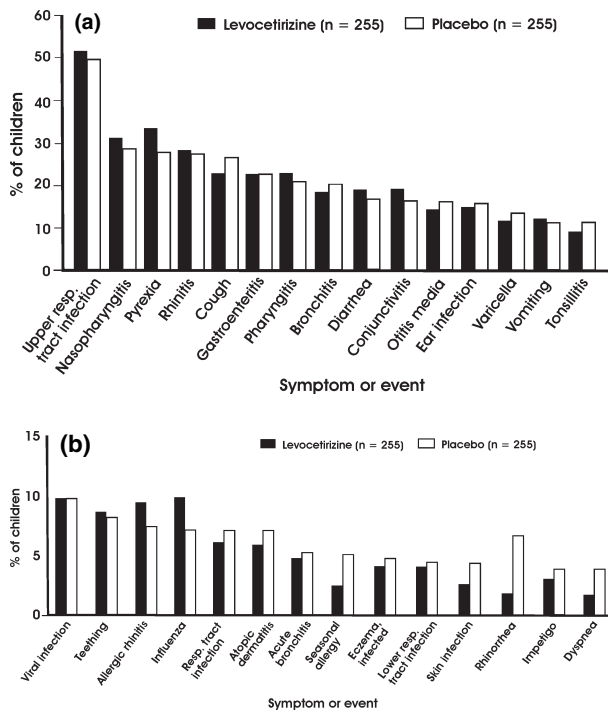 (a)
Levocetirizine (n = 255) Placebo (n = 255)
% of children
60
50
40
30
20
10
0
Upper resp.
tract infection
Nasopharyngitis
Pyrexia
Rhinitis
Cough
Gastroenteritis
Pharyngitis
Bronchitis
Diarrhea
Conjunctivitis
Otitis media
Ear infection
Varicella
Vomiting
Tonsillitis
Symptom or event
(b)
Levocetirizine (n = 255) Placebo (n = 255)
% of children
15
10
5
0
Viral infection
Teething
Allergic rhinitis
Influenza
Resp. tract
infection
Atopic
dermatitis
Acute
bronchitis
Seasonal
allergy
Eczema,
infected
Lower resp.
tract infection
Skin infection
Rhinorrhea
Impetigo
Dyspnea
Symptom or event